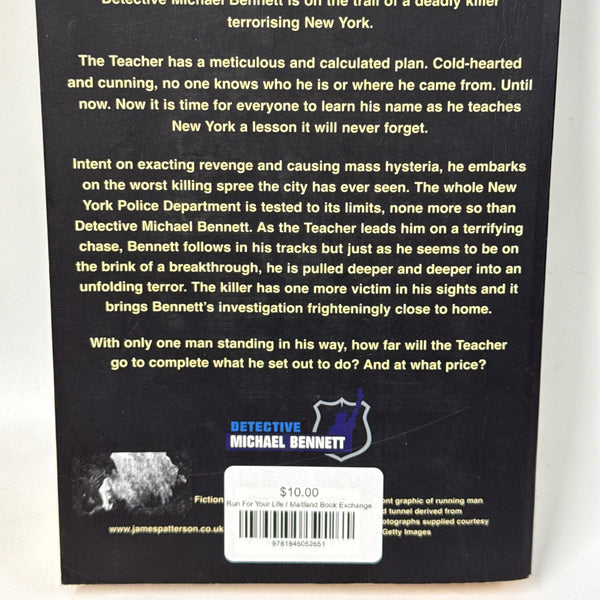 Detective Michael Bennett is on the trail of a deadly killer
terrorising New York.
The Teacher has a meticulous and calculated plan. Cold-hearted
and cunning, no one knows who he is or where he came from. Until
now. Now it is time for everyone to learn his name as he teaches
New York a lesson it will never forget.
Intent on exacting revenge and causing mass hysteria, he embarks
on the worst killing spree the city has ever seen. The whole New
York Police Department is tested to its limits, none more so than
Detective Michael Bennett. As the Teacher leads him on a terrifying
chase, Bennett follows in his tracks but just as he seems to be on
the brink of a breakthrough, he is pulled deeper and deeper into an
unfolding terror. The killer has one more victim in his sights and it
brings Bennett's investigation frighteningly close to home.
With only one man standing in his way, how far will the Teacher
go to complete what he set out to do? And at what price?
DETECTIVE
MICHAEL BENNETT
$10.00
Run For Your Life / Maitland Book Exchange
9781846052651
Fiction
www.jamespatterson.co.uk
ont graphic of running man
d tunnel derived from
otographs supplied courtesy
Getty Images